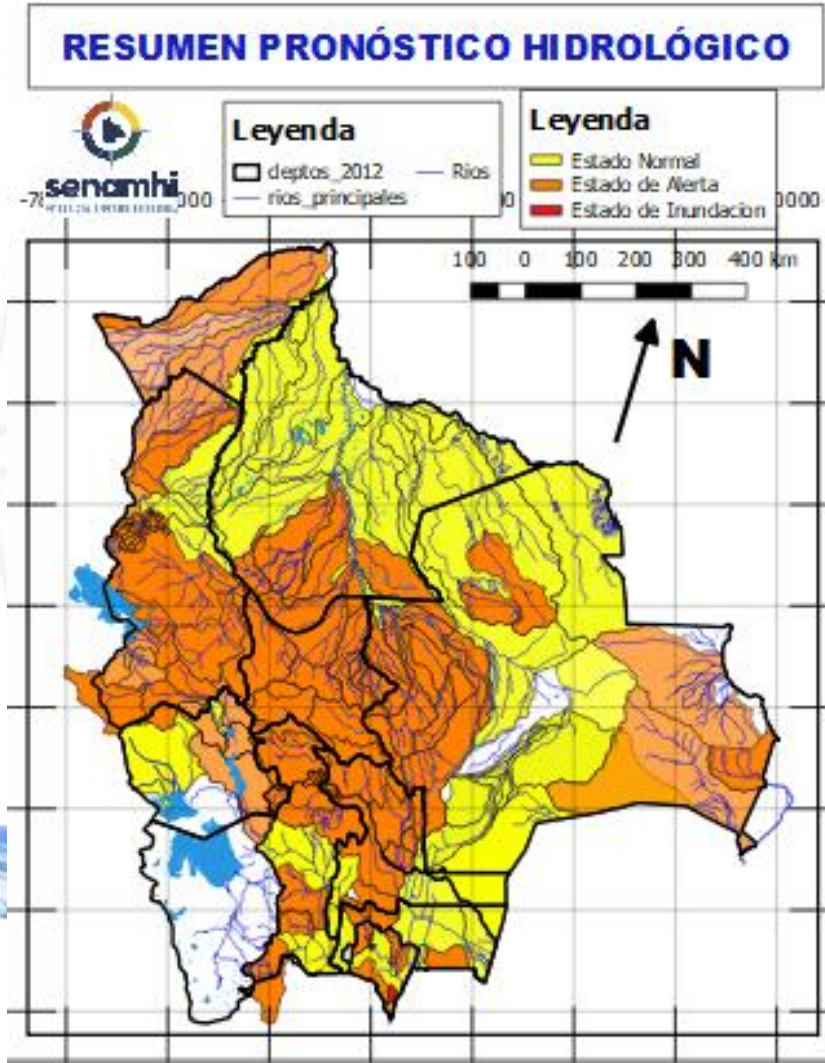 RESUMEN PRONÓSTICO HIDROLÓGICO
senamhi
Leyenda
deptos_2012
Rios
rios_principales
Leyenda
Estado Normal
Estado de Alerta
Estado de Inundacion
100 0 100 200 300 400 km
N